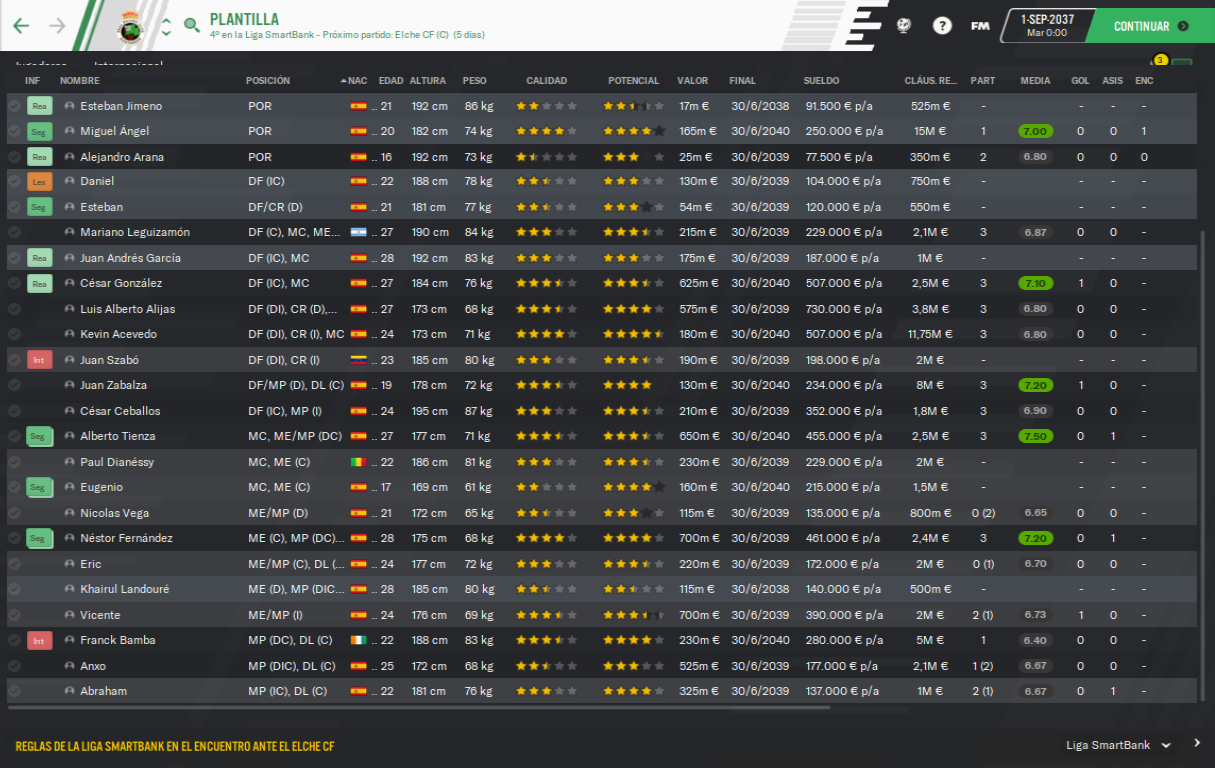 PLANTILLA
4º en la Liga SmartBank - Próximo partido: Elche CF (C) (5 días)
? FM
1-SEP-2037
Mar 0:00
CONTINUAR
3
INF NOMBRE POSICIÓN NAC EDAD ALTURA PESO CALIDAD POTENCIAL VALOR FINAL SUELDO CLÁUS. RE... PART MEDIA GOL ASIS ENC
Rea Esteban Jimeno POR .. 21 192 cm 86 kg 17m € 30/6/2038 91.500 € p/a 525m € - - - - -
Seg Miguel Ángel POR .. 20 182 cm 74 kg 165m € 30/6/2040 250.000 € p/a 15M € 1 7.00 0 0 1
Rea Alejandro Arana POR .. 16 192 cm 73 kg 25m € 30/6/2039 77.500 € p/a 350m € 2 6.80 0 0 0
Les Daniel DF (IC) .. 22 188 cm 78 kg 130m € 30/6/2039 104.000 € p/a 750m € - - - - -
Seg Esteban DF/CR (D) .. 21 181 cm 77 kg 54m € 30/6/2039 120.000 € p/a 550m € - - - - -
Mariano Leguizamón DF (C), MC, ME... .. 27 190 cm 84 kg 215m € 30/6/2039 229.000 € p/a 2,1M € 3 6.87 0 0 -
Rea Juan Andrés García DF (IC), MC .. 28 192 cm 83 kg 175m € 30/6/2039 187.000 € p/a 1M € - - - - -
Rea César González DF (IC), MC .. 27 184 cm 76 kg 625m € 30/6/2040 507.000 € p/a 2,5M € 3 7.10 1 0 -
Luis Alberto Alijas DF (DI), CR (D),... .. 27 173 cm 68 kg 575m € 30/6/2039 730.000 € p/a 3,8M € 3 6.80 0 0 -
Kevin Acevedo DF (DI), CR (I), MC .. 24 173 cm 71 kg 180m € 30/6/2040 507.000 € p/a 11,75M € 3 6.80 0 0 -
Int Juan Szabó DF (DI), CR (I) .. 23 185 cm 80 kg 190m € 30/6/2039 198.000 € p/a 2M € - - - - -
Juan Zabalza DF/MP (D), DL (C) .. 19 178 cm 72 kg 130m € 30/6/2040 234.000 € p/a 8M € 3 7.20 1 0 -
César Ceballos DF (IC), MP (I) .. 24 195 cm 87 kg 210m € 30/6/2039 352.000 € p/a 1,8M € 3 6.90 0 0 -
Seg Alberto Tienza MC, ME/MP (DC) .. 27 177 cm 71 kg 650m € 30/6/2040 455.000 € p/a 2,5M € 3 7.50 0 1 -
Paul Dianéssy MC, ME (C) .. 22 186 cm 81 kg 230m € 30/6/2039 229.000 € p/a 2M € - - - - -
Seg Eugenio MC, ME (C) .. 17 169 cm 61 kg 160m € 30/6/2040 215.000 € p/a 1,5M € - - - - -
Nicolas Vega ME/MP (D) .. 21 172 cm 65 kg 115m € 30/6/2039 135.000 € p/a 800m € 0 (2) 6.65 0 0 -
Seg Néstor Fernández ME (C), MP (DC)... .. 28 175 cm 68 kg 700m € 30/6/2039 461.000 € p/a 2,4M € 3 7.20 0 1 -
Eric ME/MP (C), DL (... .. 24 177 cm 72 kg 220m € 30/6/2039 172.000 € p/a 2M € 0 (1) 6.70 0 0 -
Khairul Landouré ME (D), MP (DIC... .. 28 185 cm 80 kg 115m € 30/6/2038 140.000 € p/a 500m € - - - - -
Vicente ME/MP (I) .. 24 176 cm 69 kg 700m € 30/6/2039 390.000 € p/a 2M € 2 (1) 6.73 1 0 -
Int Franck Bamba MP (DC), DL (C) .. 22 188 cm 83 kg 230m € 30/6/2040 280.000 € p/a 5M € 1 6.40 0 0 -
Anxo MP (DIC), DL (C) .. 25 172 cm 68 kg 525m € 30/6/2039 177.000 € p/a 2,1M € 1 (2) 6.67 0 0 -
Abraham MP (IC), DL (C) .. 22 181 cm 76 kg 325m € 30/6/2039 137.000 € p/a 1M € 2 (1) 6.67 0 1 -
REGLAS DE LA LIGA SMARTBANK EN EL ENCUENTRO ANTE EL ELCHE CF
Liga SmartBank